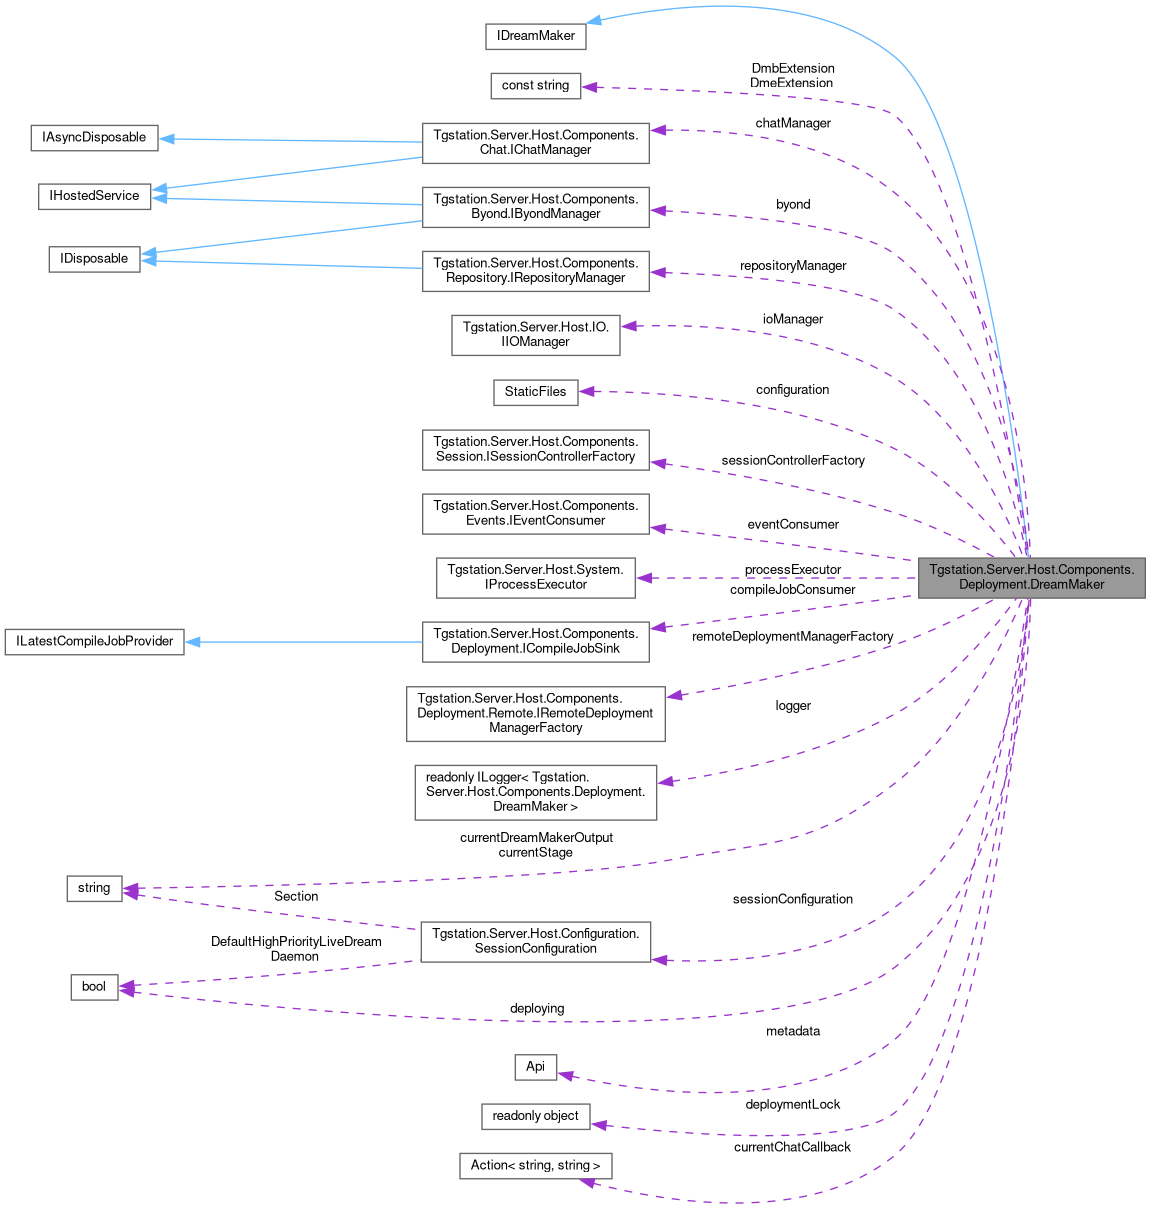 IDreamMaker
const string
DmbExtension
DmeExtension
chatManager
IAsyncDisposable
Tgstation.Server.Host.Components.
Chat.IChatManager
IHostedService
Tgstation.Server.Host.Components.
Byond.IByondManager
byond
IDisposable
Tgstation.Server.Host.Components.
Repository.IRepositoryManager
repositoryManager
Tgstation.Server.Host.IO.
IIOManager
ioManager
StaticFiles
configuration
Tgstation.Server.Host.Components.
Session.ISessionControllerFactory
sessionControllerFactory
Tgstation.Server.Host.Components.
Events.IEventConsumer
eventConsumer
Tgstation.Server.Host.System.
IProcessExecutor
processExecutor
Tgstation.Server.Host.Components.
Deployment.DreamMaker
compileJobConsumer
ILatestCompileJobProvider
Tgstation.Server.Host.Components.
Deployment.ICompileJobSink
remoteDeploymentManagerFactory
Tgstation.Server.Host.Components.
Deployment.Remote.IRemoteDeployment
ManagerFactory
logger
readonly ILogger< Tgstation.
Server.Host.Components.Deployment.
DreamMaker >
currentDreamMakerOutput
currentStage
string
Section
sessionConfiguration
Tgstation.Server.Host.Configuration.
SessionConfiguration
DefaultHighPriorityLiveDream
Daemon
bool
deploying
metadata
Api
deploymentLock
readonly object
currentChatCallback
Action< string, string >